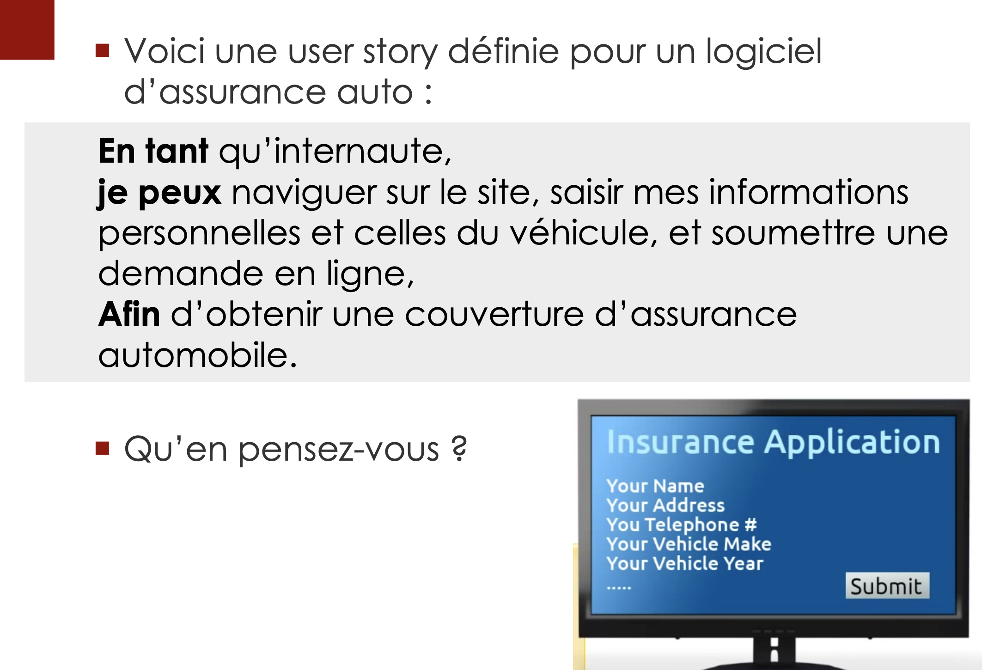 Voici une user story définie pour un logiciel
d’assurance auto :
En tant qu’internaute,
je peux naviguer sur le site, saisir mes informations
personnelles et celles du véhicule, et soumettre une
demande en ligne,
Afin d’obtenir une couverture d’assurance
automobile.
Qu’en pensez-vous ?
Insurance Application
Your Name
Your Address
You Telephone #
Your Vehicle Make
Your Vehicle Year
.....
Submit